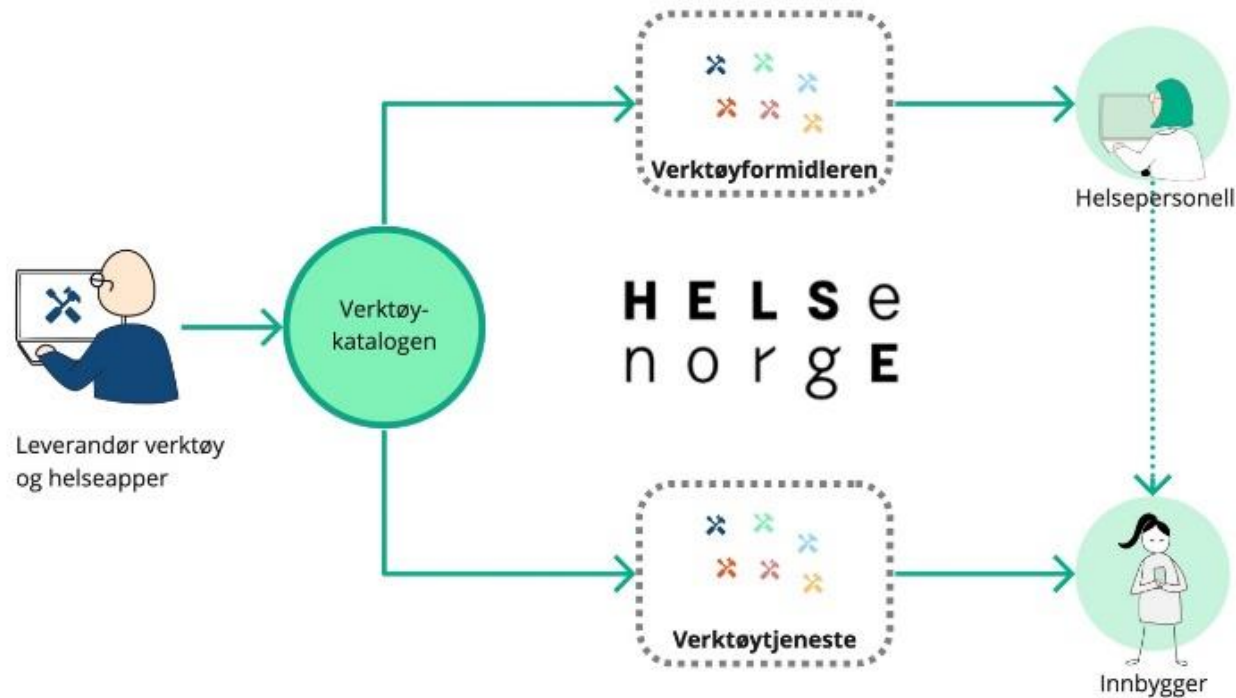 Verktøyformidleren
Helsepersonell
Verktøy-
katalogen
HELSe
norgE
Leverandør verktøy
og helseapper
Verktøytjeneste
Innbygger